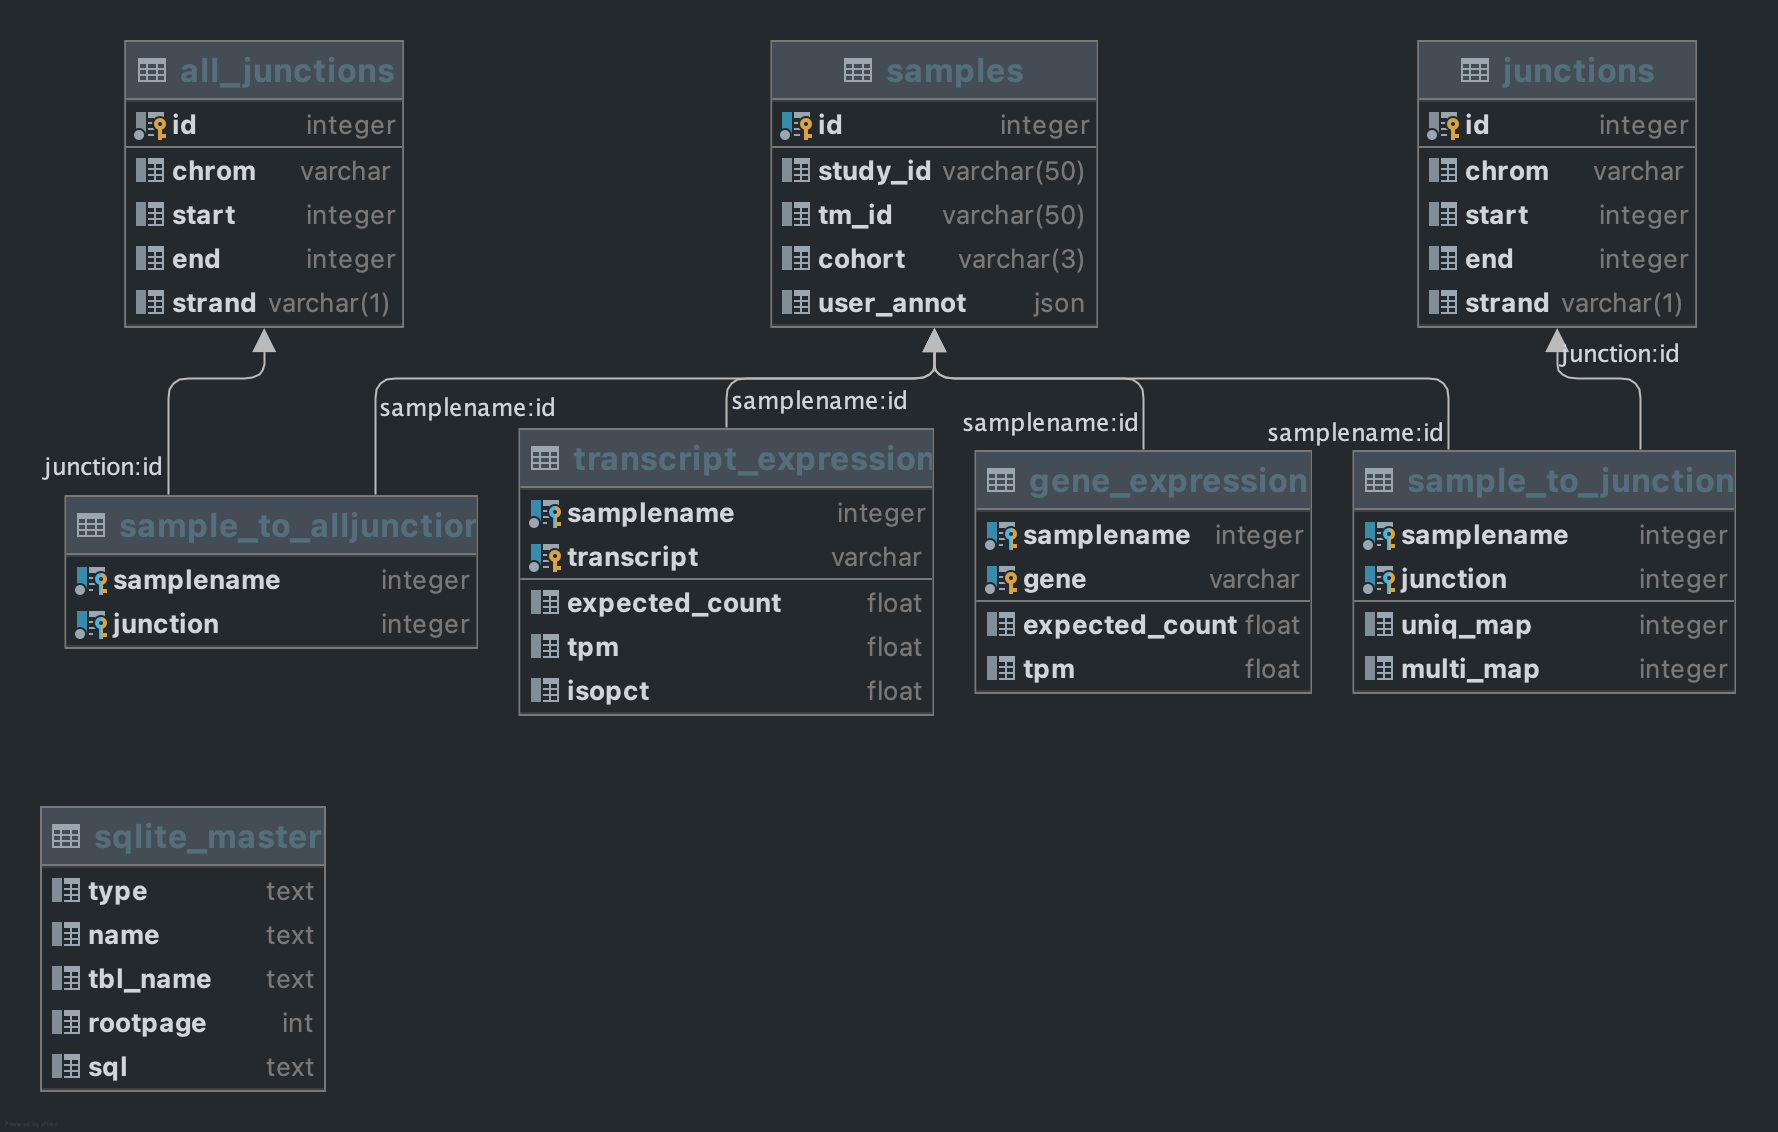 all_junctions
id integer
chrom varchar
start integer
end integer
strand varchar(1)
samples
id integer
study_id varchar(50)
tm_id varchar(50)
cohort varchar(3)
user_annot json
junctions
id integer
chrom varchar
start integer
end integer
strand varchar(1)
junction:id
samplename:id
samplename:id
samplename:id
samplename:id
junction:id
sample_to_alljunction
samplename integer
junction integer
transcript_expression
samplename integer
transcript varchar
expected_count float
tpm float
isopct float
gene_expression
samplename integer
gene varchar
expected_count float
tpm float
sample_to_junction
samplename integer
junction integer
uniq_map integer
multi_map integer
sqlite_master
type text
name text
tbl_name text
rootpage int
sql text